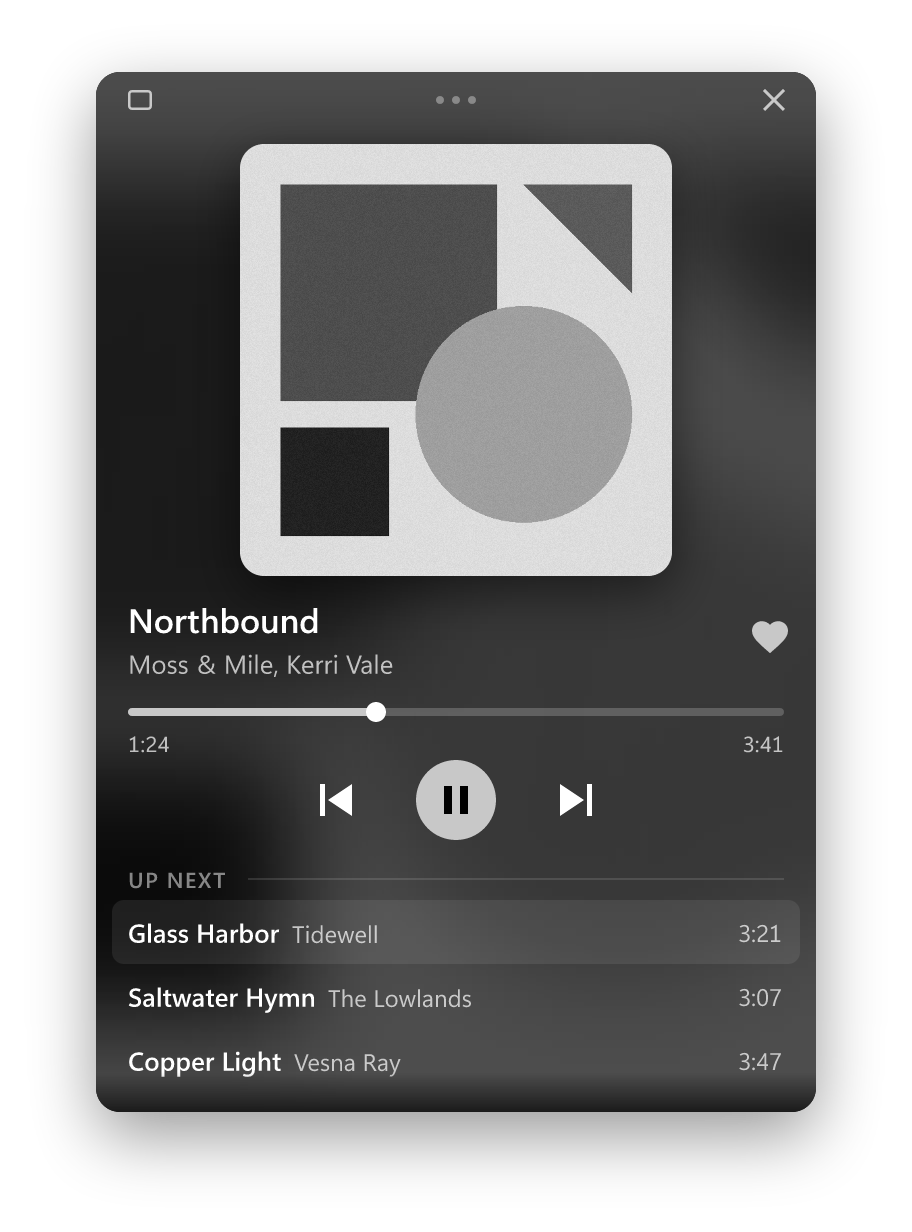 Northbound
Moss & Mile, Kerri Vale
1:24 3:41
UP NEXT
Glass Harbor Tidewell 3:21
Saltwater Hymn The Lowlands 3:07
Copper Light Vesna Ray 3:47